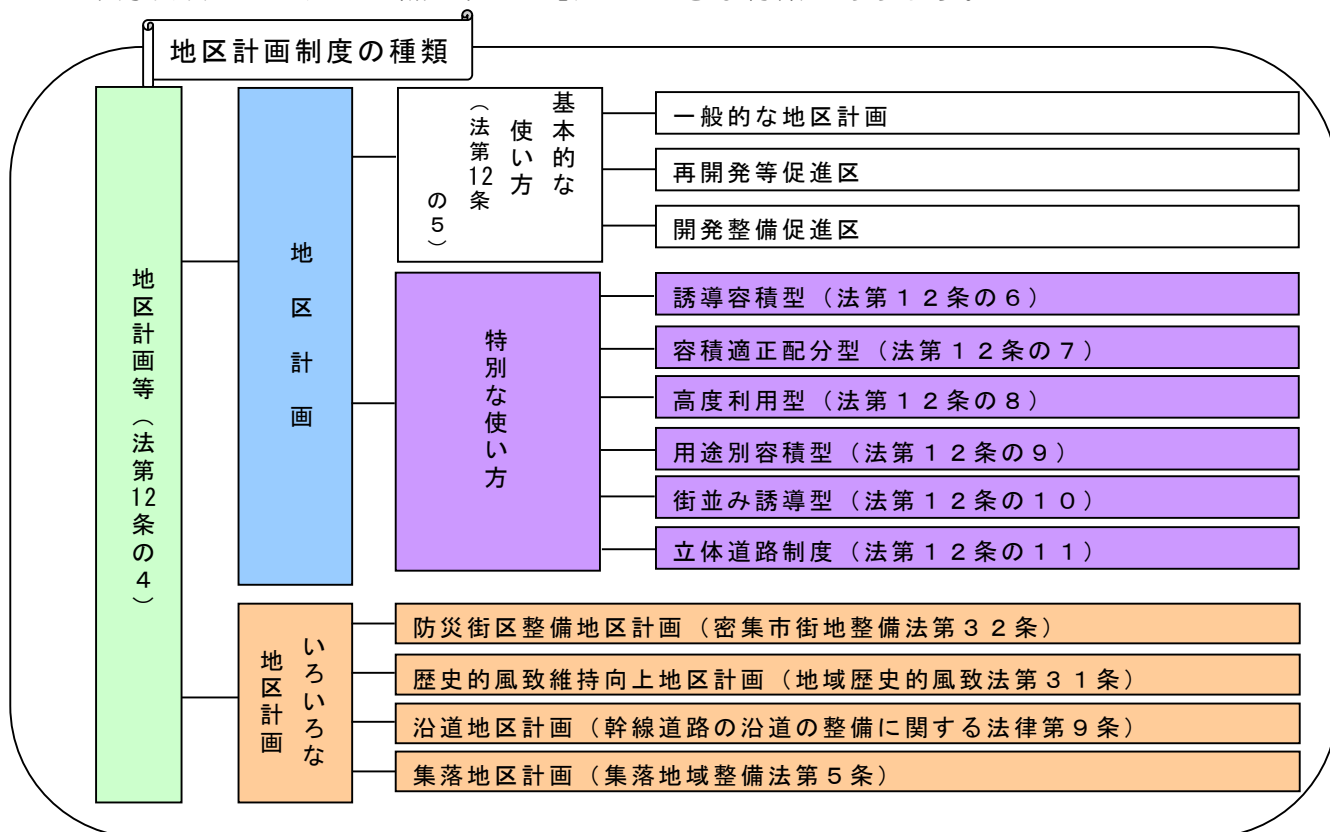 地区計画制度の種類
地区計画等（法第12条の４）
地区計画
基本的な
使い方
（法第12条
の５）
一般的な地区計画
再開発等促進区
開発整備促進区
特別な使い方
誘導容積型（法第１２条の６）
容積適正配分型（法第１２条の７）
高度利用型（法第１２条の８）
用途別容積型（法第１２条の９）
街並み誘導型（法第１２条の１０）
立体道路制度（法第１２条の１１）
いろいろな
地区計画
防災街区整備地区計画（密集市街地整備法第３２条）
歴史的風致維持向上地区計画（地域歴史的風致法第３１条）
沿道地区計画（幹線道路の沿道の整備に関する法律第９条）
集落地区計画（集落地域整備法第５条）